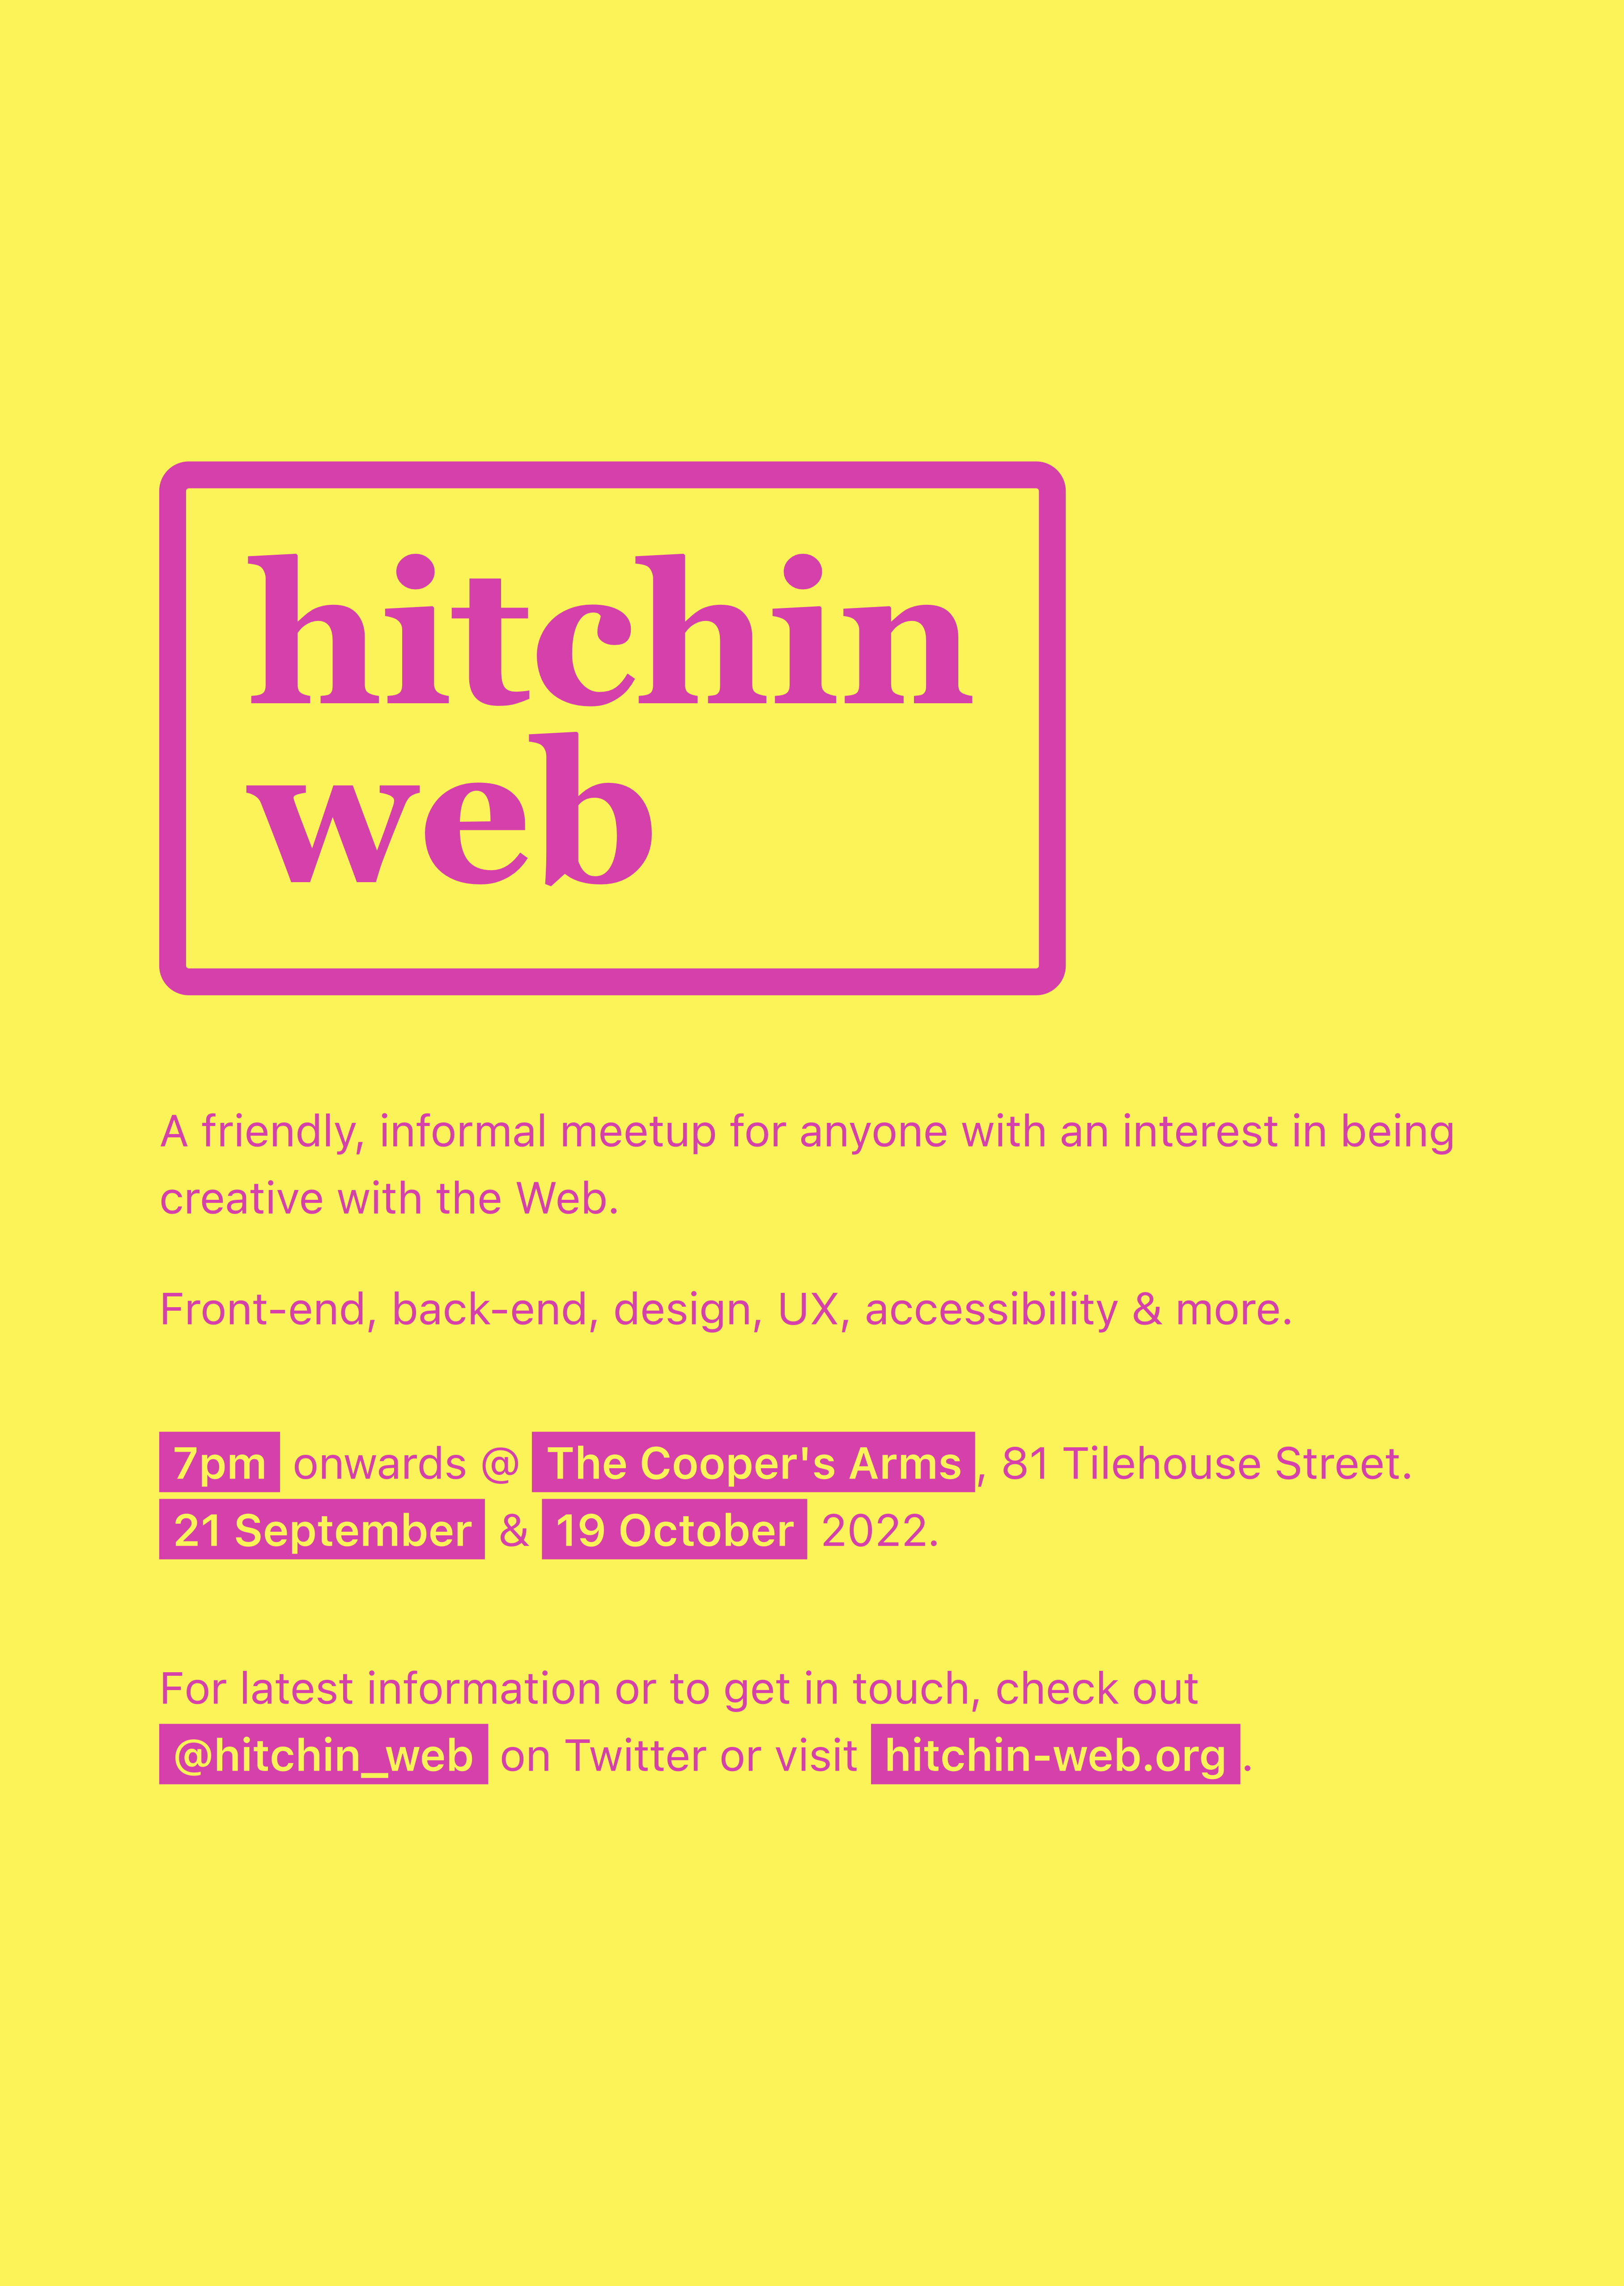 hitchin
web
A friendly, informal meetup for anyone with an interest in being
creative with the Web.
Front-end, back-end, design, UX, accessibility & more.
7pm onwards @ The Cooper's Arms, 81 Tilehouse Street.
21 September & 19 October 2022.
For latest information or to get in touch, check out
@hitchin_web on Twitter or visit hitchin-web.org.